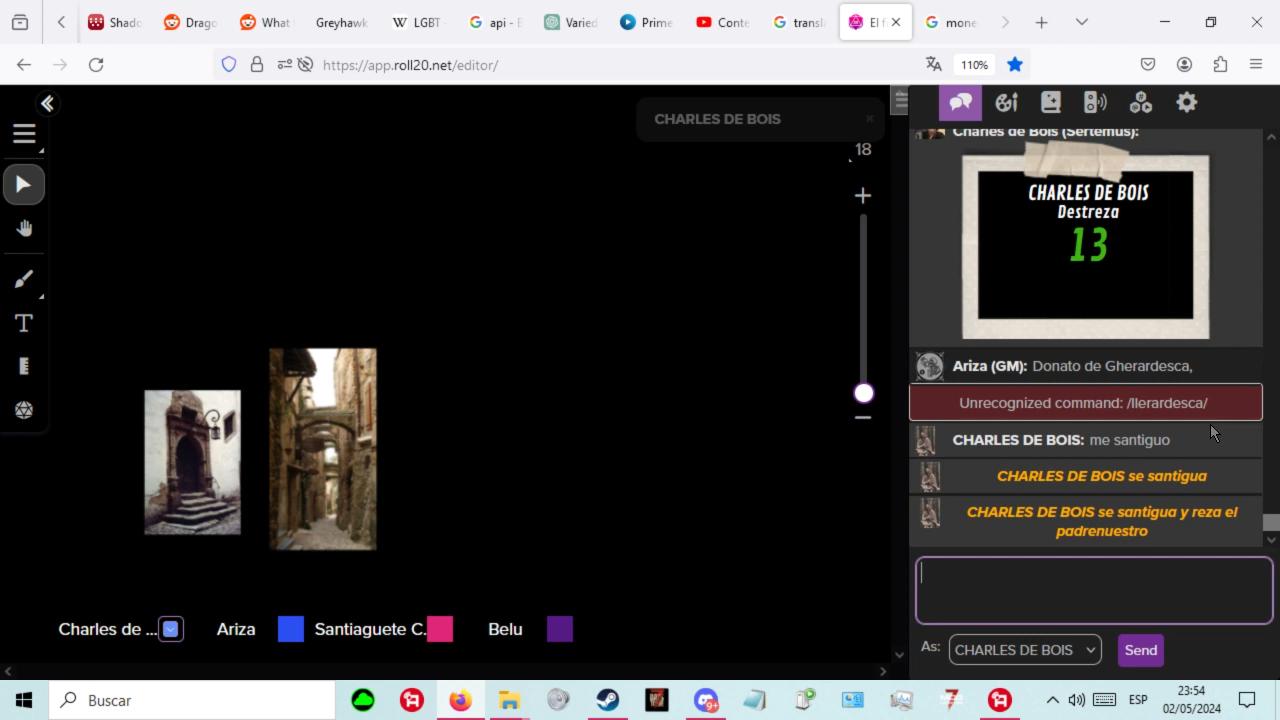 Shado
Drago
What
Greyhawk
LGBT
api - E
Varied
Prime
Conte
transl
El f
mone
https://app.roll20.net/editor/
110%
CHARLES DE BOIS
18
Charles de Bois (Sertemus):
CHARLES DE BOIS
Destreza
13
Ariza (GM): Donato de Gherardesca,
Unrecognized command: /llerardesca/
CHARLES DE BOIS: me santiguo
CHARLES DE BOIS se santigua
CHARLES DE BOIS se santigua y reza el
padrenuestro
Charles de ...
Ariza
Santiaguete C.
Belu
As:
CHARLES DE BOIS
Send
Buscar
9+
ESP
23:54
02/05/2024